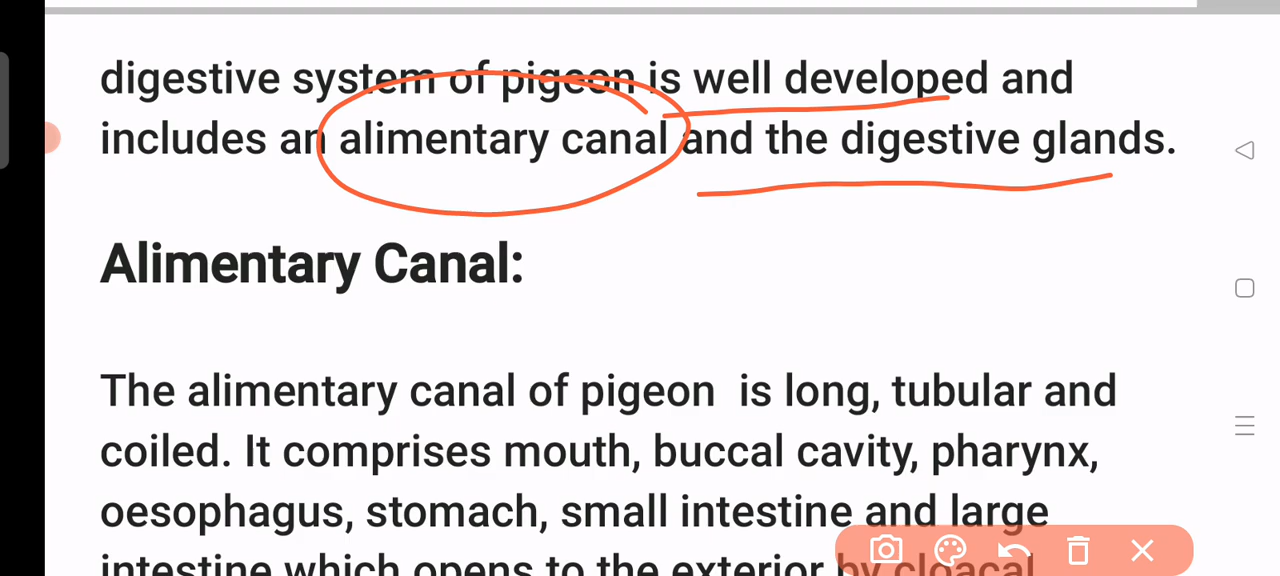 digestive system of pigeon is well developed and
includes an alimentary canal and the digestive glands.
Alimentary Canal:
The alimentary canal of pigeon is long, tubular and
coiled. It comprises mouth, buccal cavity, pharynx,
oesophagus, stomach, small intestine and large
intestine which opens to the exterior by cloacal